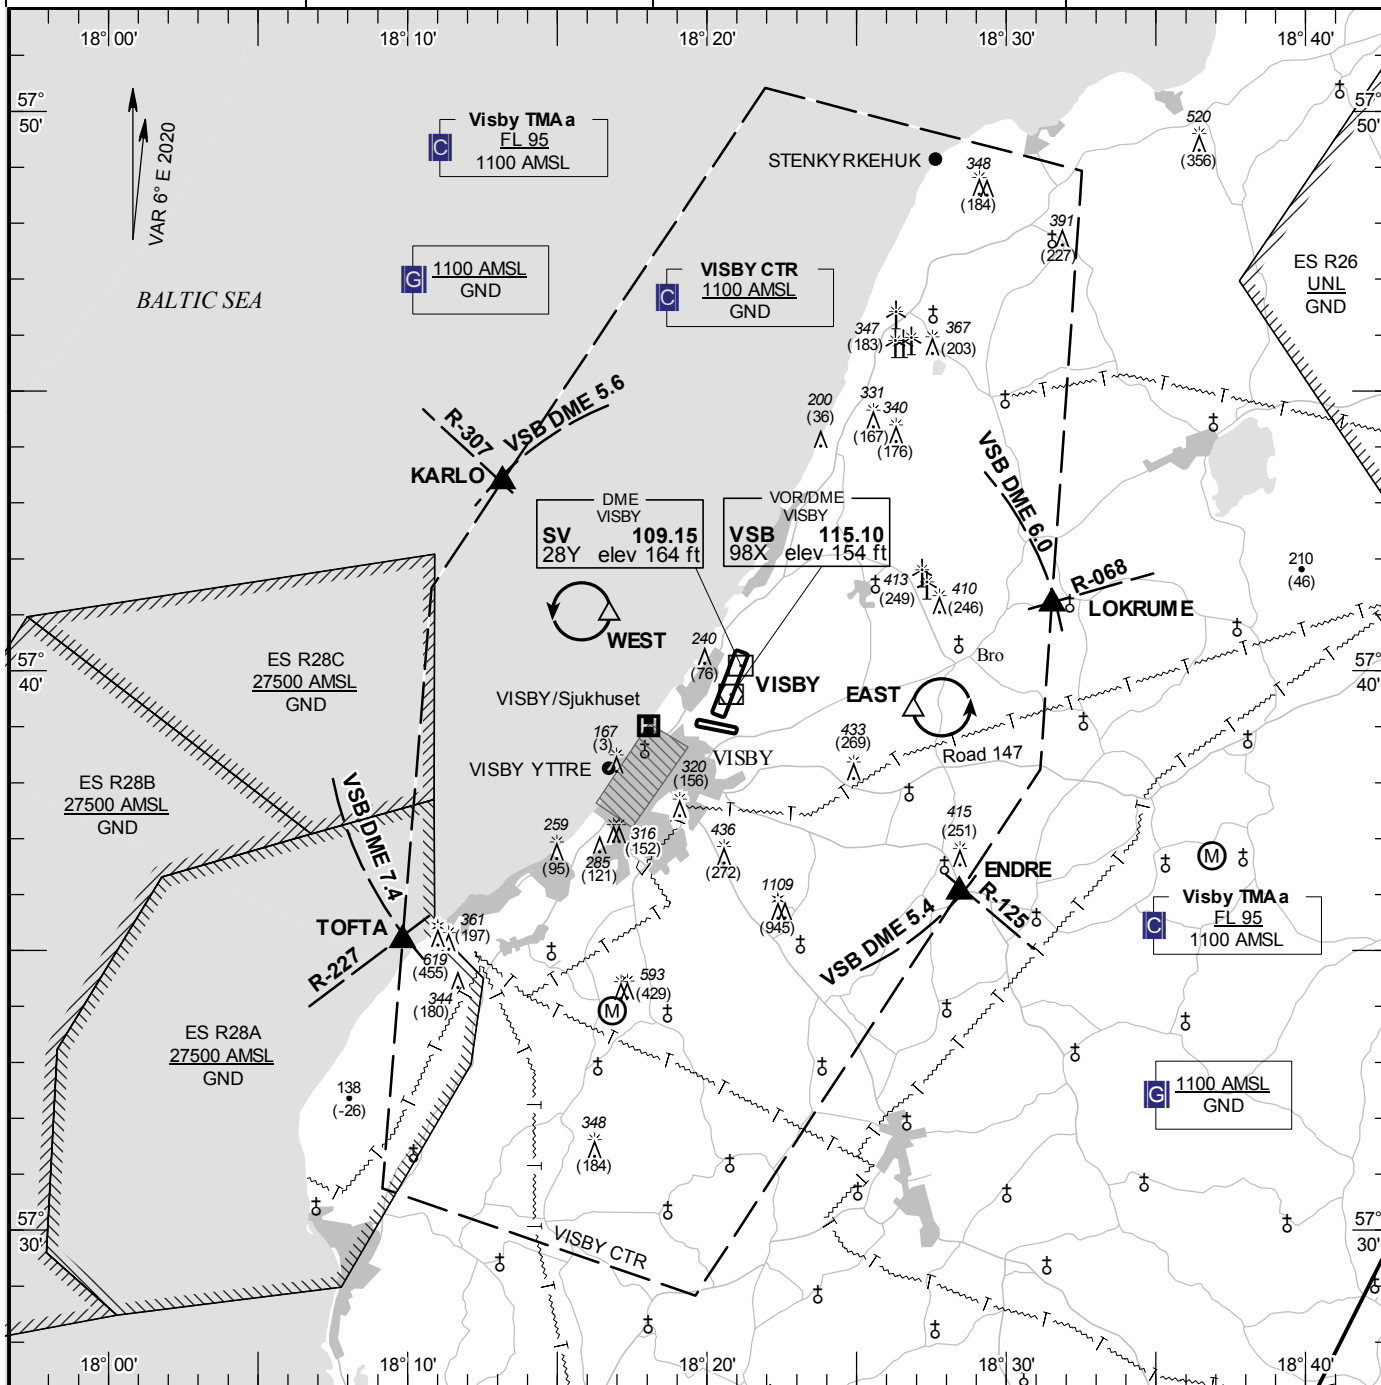 18°00'
18°10'
18°20'
18°30'
18°40'
57°
50'
57°
50'
VAR 6° E 2020
Visby TMA a
FL 95
1100 AMSL
C
STENKYRKEHUK
348
(184)
520
(356)
391
(227)
G
1100 AMSL
GND
BALTIC SEA
C
VISBY CTR
1100 AMSL
GND
ES R26
UNL
GND
347
(183)
367
(203)
VSB DME 5.6
R-307
KARLO
200
(36)
331
(167)
340
(176)
VSB DME 6.0
DME
VISBY
SV 109.15
28Y elev 164 ft
VOR/DME
VISBY
VSB 115.10
98X elev 154 ft
R-068
LOKRUME
210
(46)
413
(249)
410
(246)
WEST
240
(76)
Bro
57°
40'
57°
40'
ES R28C
27500 AMSL
GND
VISBY
EAST
VISBY/Sjukhuset
H
167
(3)
VISBY YTTRE
VISBY
320
(156)
433
(269)
Road 147
ES R28B
27500 AMSL
GND
VSB DME 7.4
259
(95)
285
(121)
316
(152)
436
(272)
415
(251)
ENDRE
R-125
M
1109
(945)
VSB DME 5.4
C
Visby TMA a
FL 95
1100 AMSL
TOFTA
R-227
361
(197)
619
(455)
344
(180)
593
(429)
M
ES R28A
27500 AMSL
GND
138
(-26)
348
(184)
G
1100 AMSL
GND
57°
30'
57°
30'
VISBY CTR
18°00'
18°10'
18°20'
18°30'
18°40'